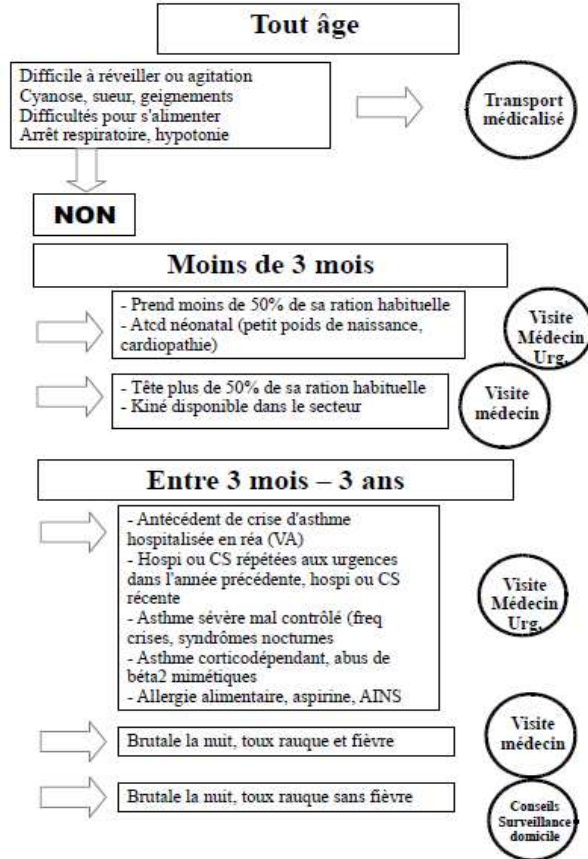 Tout âge
Difficile à réveiller ou agitation
Cyanose, sueur, geignements
Difficultés pour s'alimenter
Arrêt respiratoire, hypotonie
Transport
médicalisé
NON
Moins de 3 mois
- Prend moins de 50% de sa ration habituelle
- Atcd néonatal (petit poids de naissance,
cardiopathie)
Visite
Médecin
Urg.
- Tête plus de 50% de sa ration habituelle
- Kiné disponible dans le secteur
Visite
médecin
Entre 3 mois – 3 ans
- Antécédent de crise d'asthme
hospitalisée en réa (VA)
- Hospi ou CS répétées aux urgences
dans l'année précédente, hospi ou CS
récente
- Asthme sévère mal contrôlé (freq
crises, syndrômes nocturnes
- Asthme corticodépendant, abus de
béta2 mimétiques
- Allergie alimentaire, aspirine, AINS
Visite
Médecin
Urg.
Brutale la nuit, toux rauque et fièvre
Visite
médecin
Brutale la nuit, toux rauque sans fièvre
Conseils
Surveillance
domicile